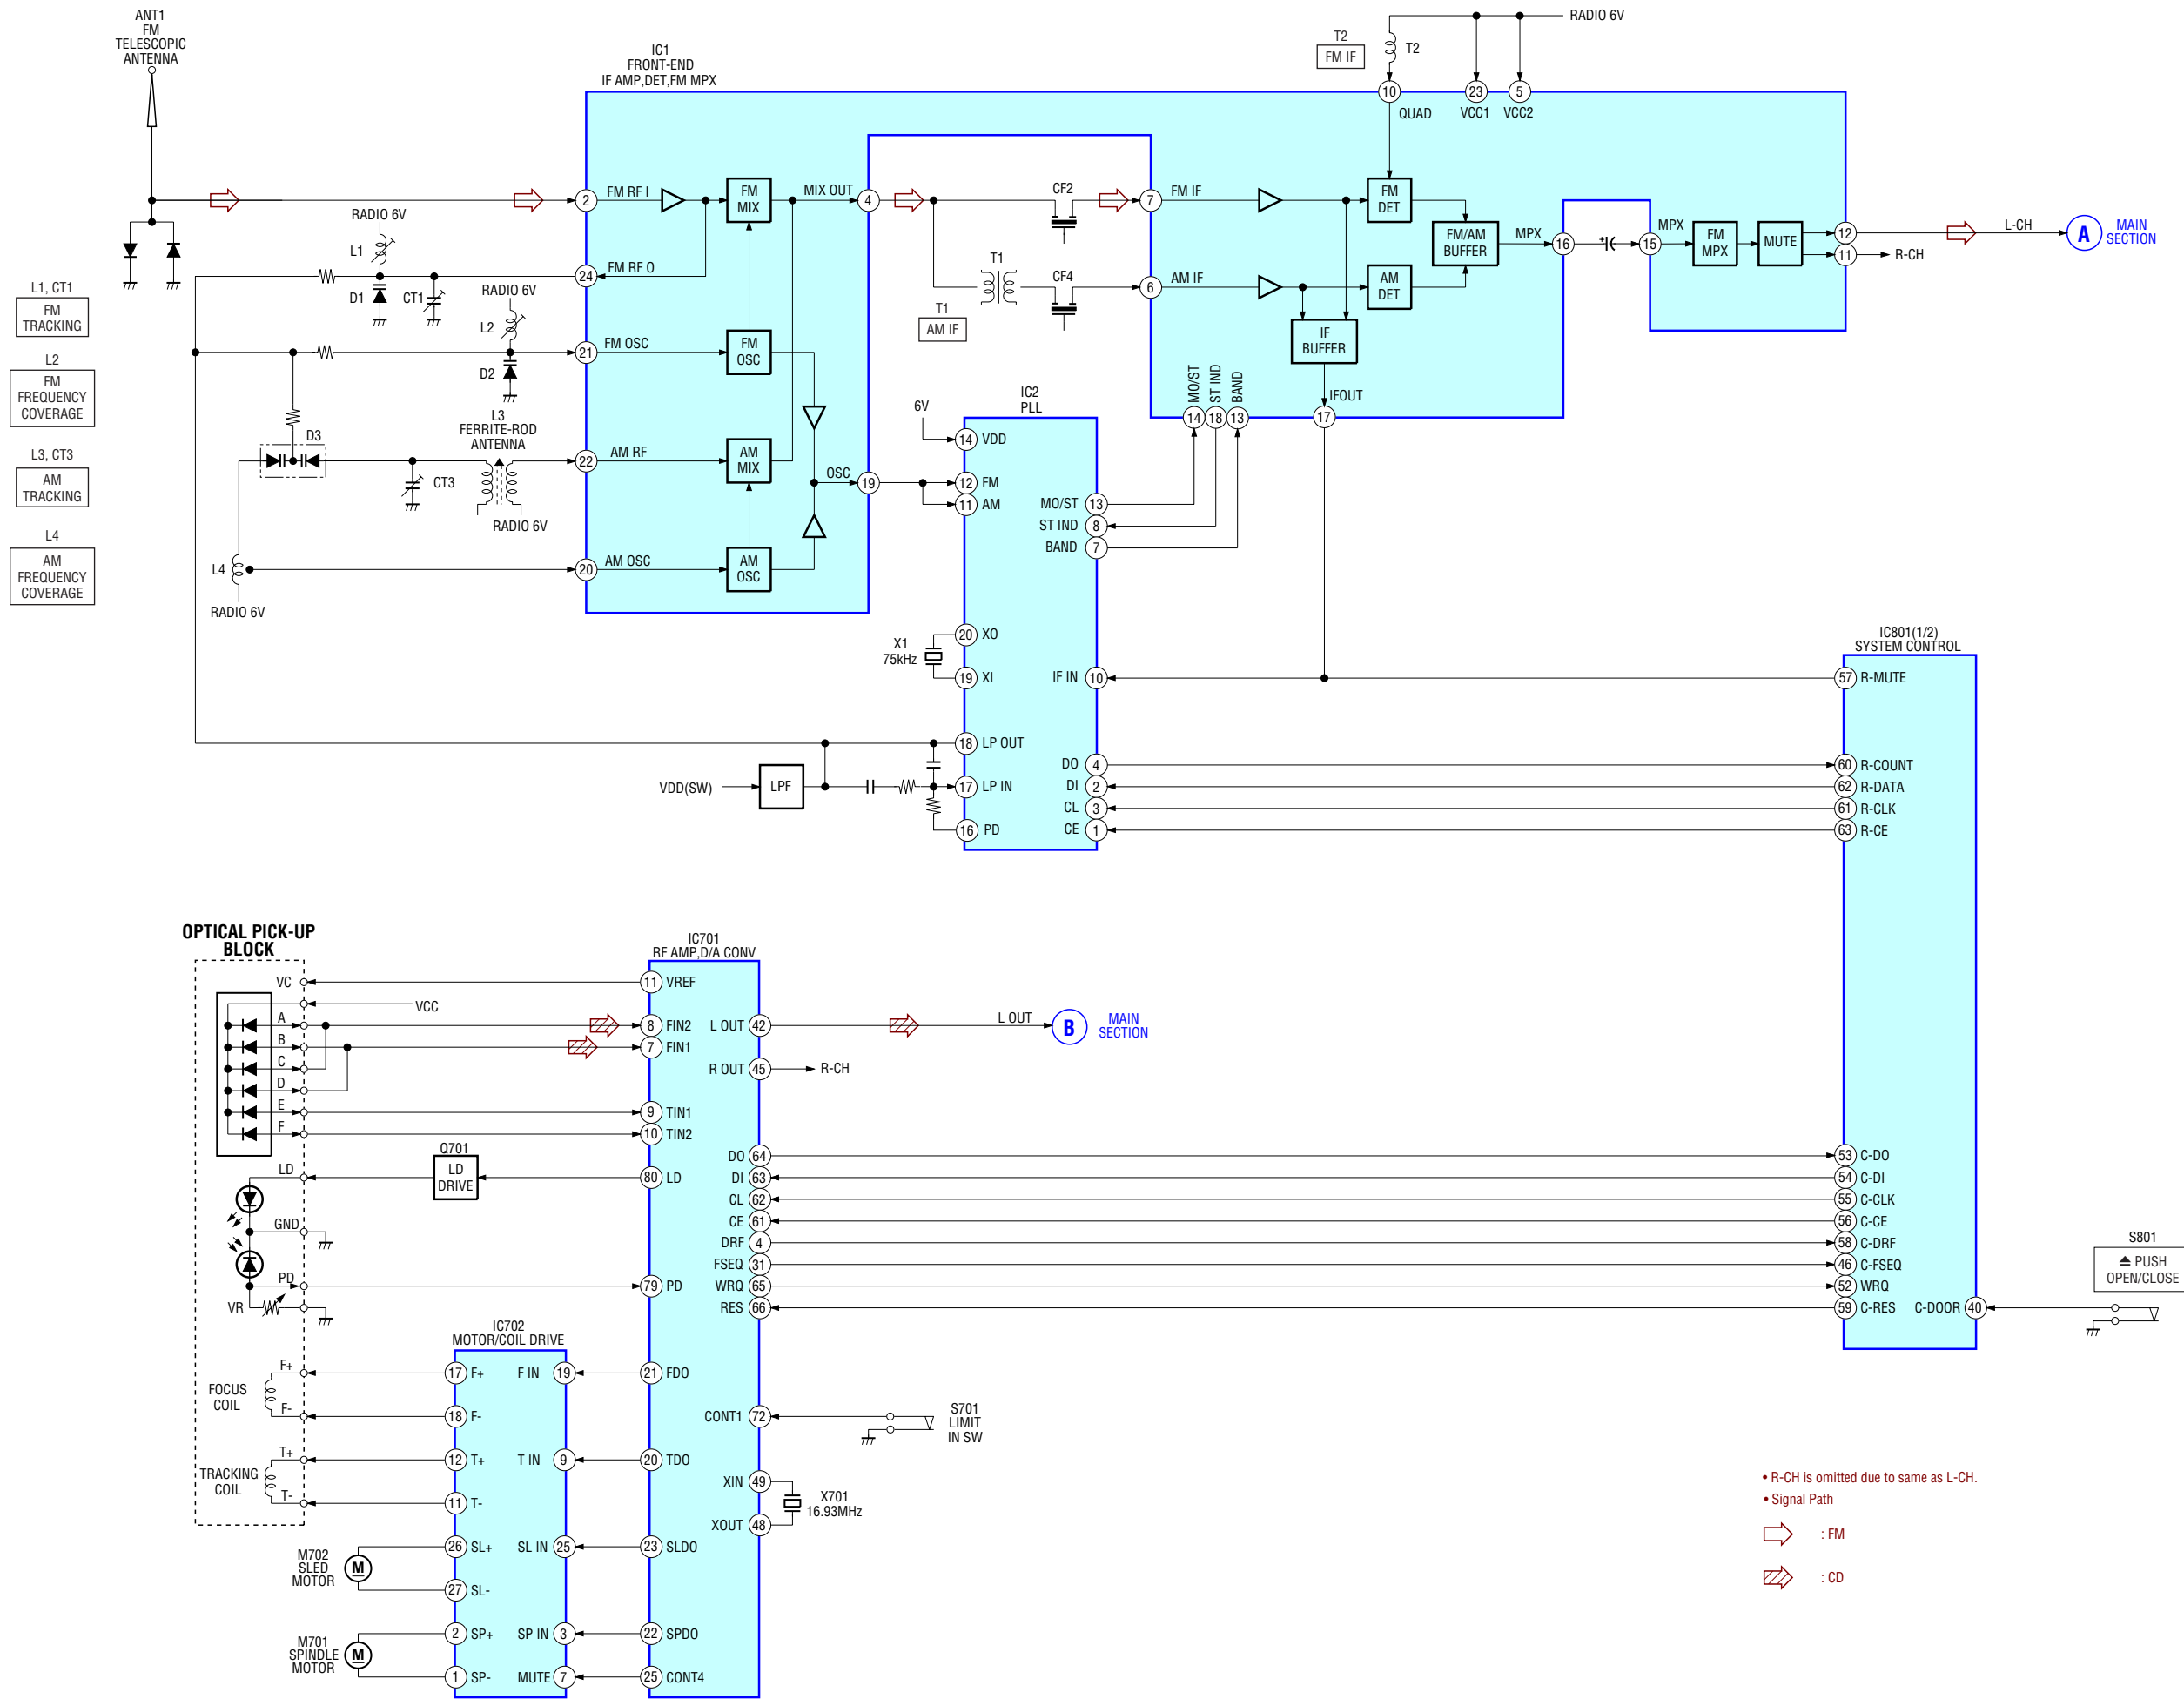 ANT1
FM
TELESCOPIC
ANTENNA
RADIO 6V
T2
FM IF
T2
IC1
FRONT-END
IF AMP,DET,FM MPX
10
23
5
QUAD
VCC1
VCC2
2
FM RF I
FM
MIX
MIX OUT
4
CF2
7
FM IF
FM
DET
FM/AM
BUFFER
MPX
16
+
15
MPX
FM
MPX
MUTE
12
11
L-CH
R-CH
A
MAIN
SECTION
RADIO 6V
L1
24
FM RF O
D1
CT1
RADIO 6V
L2
T1
CF4
6
AM IF
AM
DET
T1
AM IF
IF
BUFFER
L1, CT1
FM
TRACKING
21
FM OSC
FM
OSC
D2
L2
FM
FREQUENCY
COVERAGE
MO/ST
ST IND
BAND
IFOUT
14
18
13
17
IC2
PLL
6V
14
VDD
L3
FERRITE-ROD
ANTENNA
D3
L3, CT3
AM
TRACKING
22
AM RF
AM
MIX
OSC
19
12
FM
11
AM
CT3
RADIO 6V
MO/ST
13
ST IND
8
BAND
7
L4
AM
FREQUENCY
COVERAGE
L4
20
AM OSC
AM
OSC
RADIO 6V
X1
75kHz
20
XO
19
XI
IF IN
10
IC801(1/2)
SYSTEM CONTROL
57
R-MUTE
18
LP OUT
VDD(SW)
LPF
17
LP IN
16
PD
DO
4
DI
2
CL
3
CE
1
60
R-COUNT
62
R-DATA
61
R-CLK
63
R-CE
OPTICAL PICK-UP
BLOCK
IC701
RF AMP,D/A CONV
VC
VCC
A
B
C
D
E
F
11
VREF
8
FIN2
7
FIN1
9
TIN1
10
TIN2
L OUT
42
L OUT
B
MAIN
SECTION
R OUT
45
R-CH
Q701
LD
DRIVE
LD
80
LD
GND
PD
VR
79
PD
DO
64
DI
63
CL
62
CE
61
DRF
4
FSEQ
31
WRQ
65
RES
66
53
C-DO
54
C-DI
55
C-CLK
56
C-CE
58
C-DRF
46
C-FSEQ
52
WRQ
59
C-RES
C-DOOR
40
S801
⏏ PUSH
OPEN/CLOSE
IC702
MOTOR/COIL DRIVE
FOCUS
COIL
F+
F-
17
F+
18
F-
F IN
19
21
FDO
CONT1
72
S701
LIMIT
IN SW
TRACKING
COIL
T+
T-
12
T+
11
T-
T IN
9
20
TDO
XIN
49
X701
16.93MHz
XOUT
48
M702
SLED
MOTOR
M
26
SL+
27
SL-
SL IN
25
23
SLDO
M701
SPINDLE
MOTOR
M
2
SP+
1
SP-
SP IN
3
22
SPDO
MUTE
7
25
CONT4
• R-CH is omitted due to same as L-CH.
• Signal Path
: FM
: CD